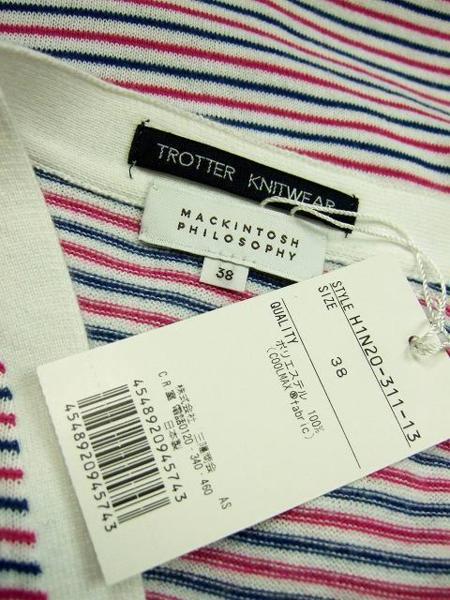 TROTTER KNITWEAR
MACKINTOSH
PHILOSOPHY
38
STYLE H1N20-311-13
SIZE 38
QUALITY
ポリエステル 100%
(COOLMAX®fabric)
株式会社 三陽商会
C.R室 電話0120・340・460 AS
日本製
4548920945743
4548920945743